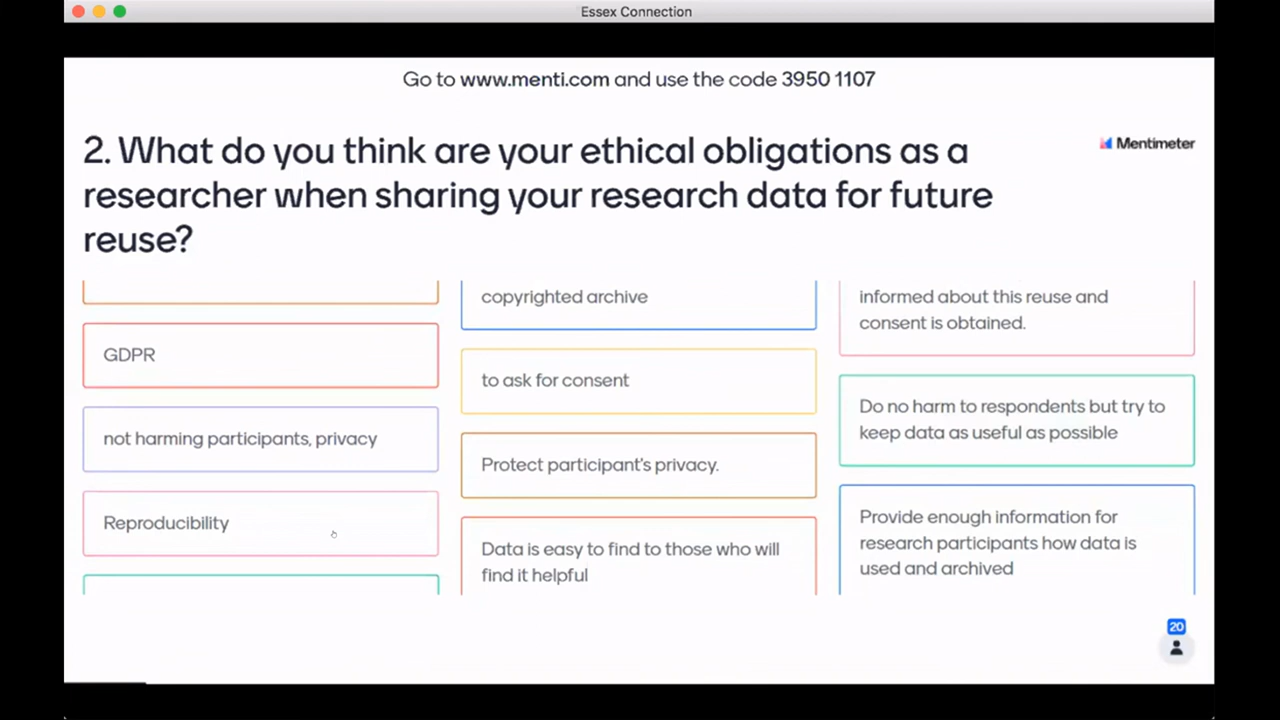 Essex Connection
Go to www.menti.com and use the code 3950 1107
2. What do you think are your ethical obligations as a
researcher when sharing your research data for future
reuse?
Mentimeter
GDPR
not harming participants, privacy
Reproducibility
copyrighted archive
to ask for consent
Protect participant's privacy.
Data is easy to find to those who will
find it helpful
informed about this reuse and
consent is obtained.
Do no harm to respondents but try to
keep data as useful as possible
Provide enough information for
research participants how data is
used and archived
20